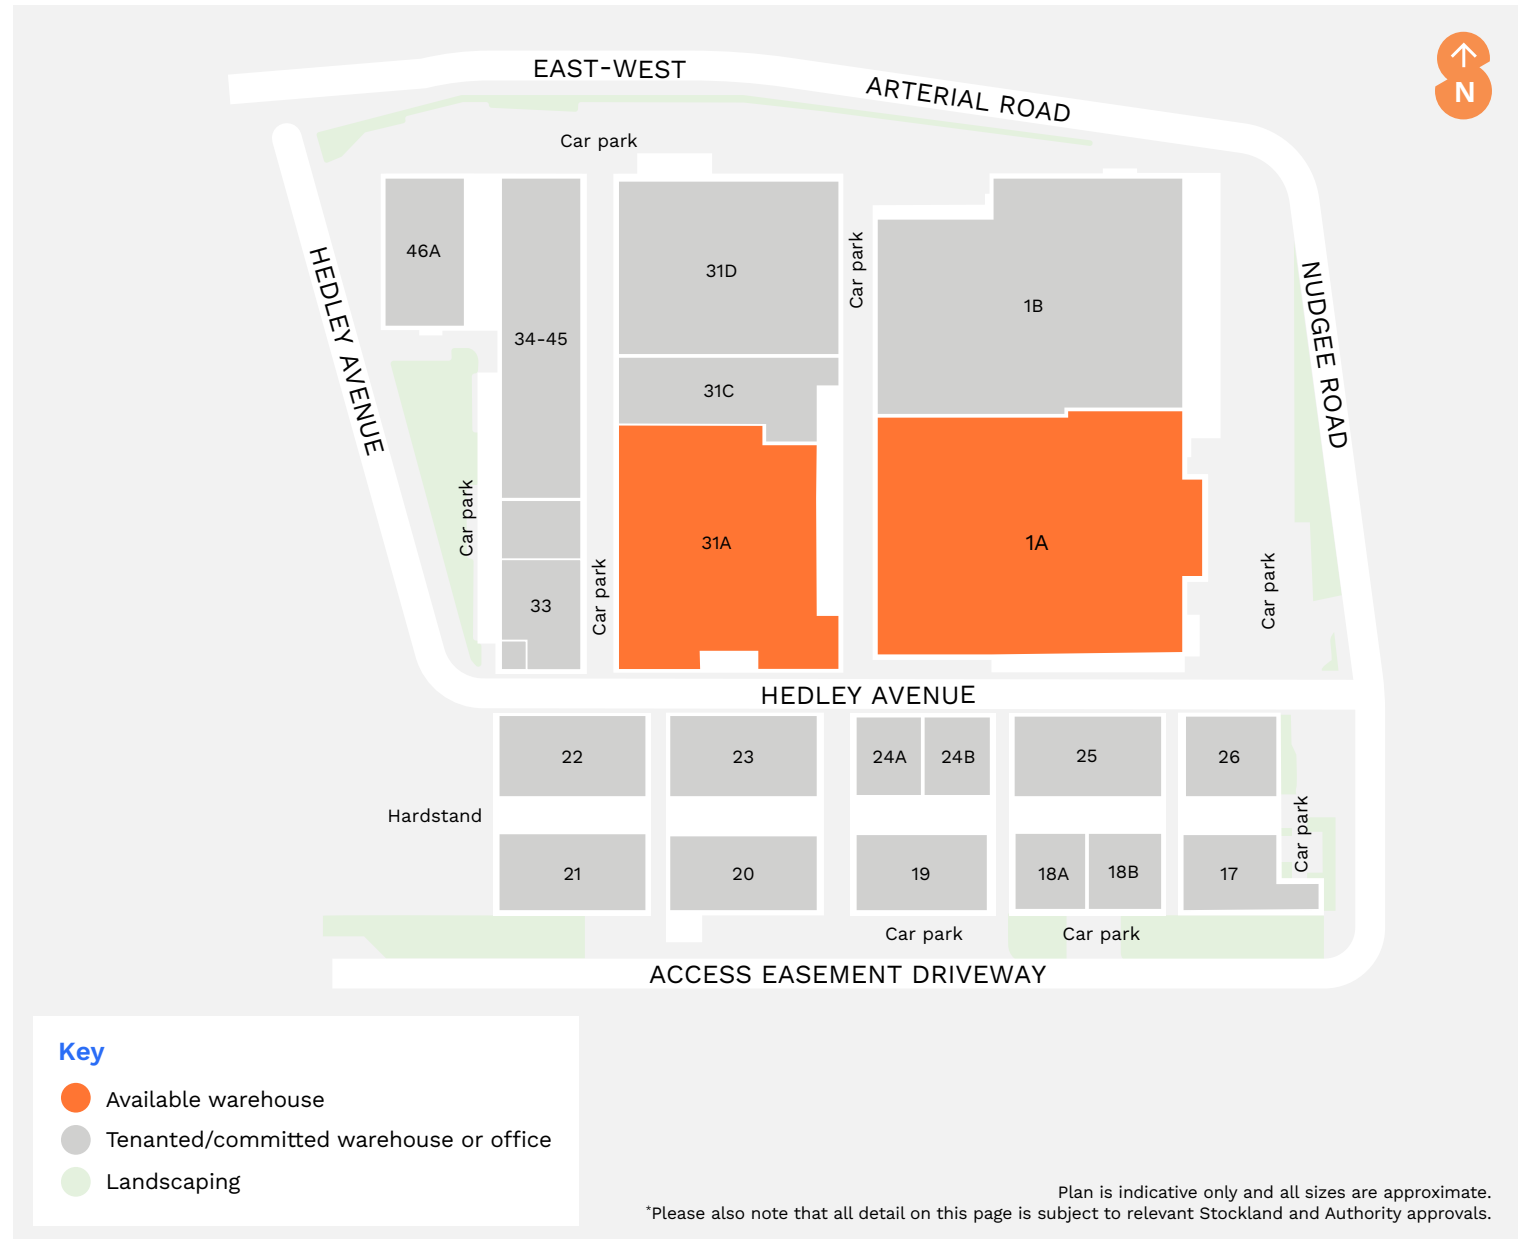 EAST-WEST
ARTERIAL ROAD
N
Car park
46A
34-45
31D
Car park
1B
HEDLEY AVENUE
NUDGEE ROAD
31C
Car park
31A
1A
Car park
33
Car park
HEDLEY AVENUE
22
23
24A
24B
25
26
Hardstand
Car park
21
20
19
18A
18B
17
Car park
Car park
ACCESS EASEMENT DRIVEWAY
Key
Available warehouse
Tenanted/committed warehouse or office
Landscaping
Plan is indicative only and all sizes are approximate.
*Please also note that all detail on this page is subject to relevant Stockland and Authority approvals.